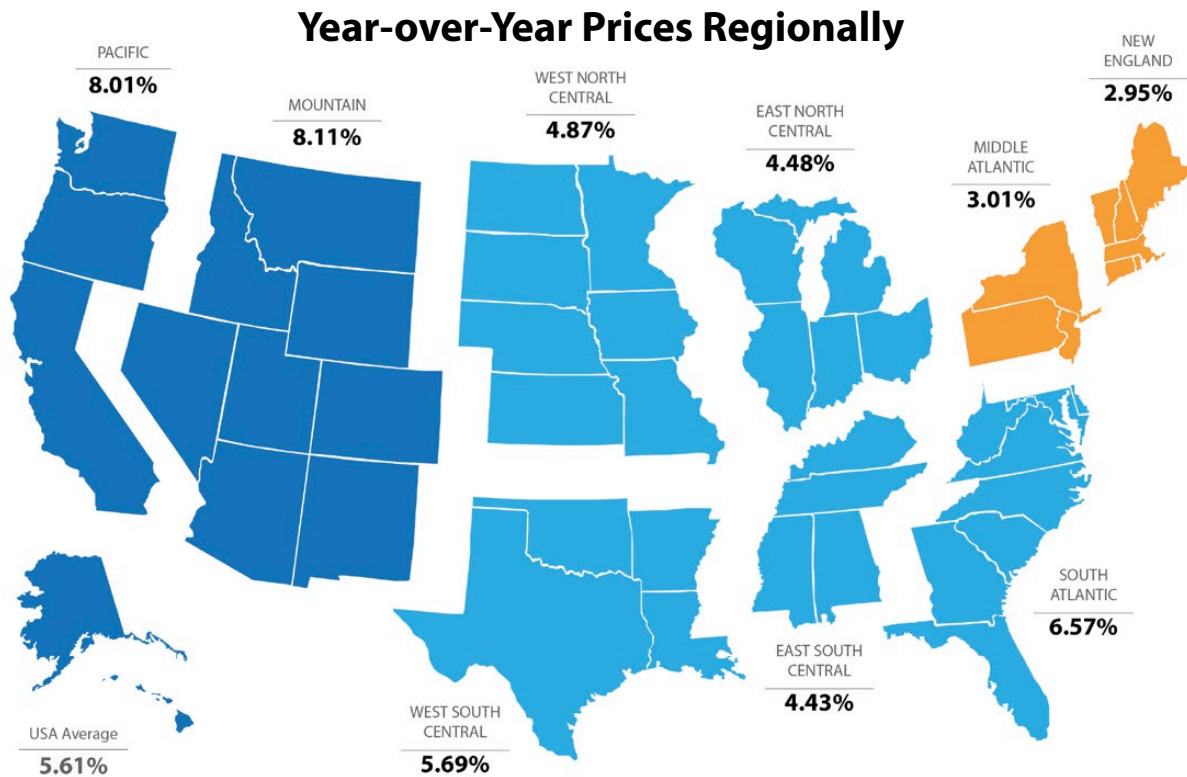 Year-over-Year Prices Regionally
PACIFIC
8.01%
MOUNTAIN
8.11%
WEST NORTH
CENTRAL
4.87%
EAST NORTH
CENTRAL
4.48%
MIDDLE
ATLANTIC
3.01%
NEW
ENGLAND
2.95%
SOUTH
ATLANTIC
6.57%
EAST SOUTH
CENTRAL
4.43%
WEST SOUTH
CENTRAL
5.69%
USA Average
5.61%